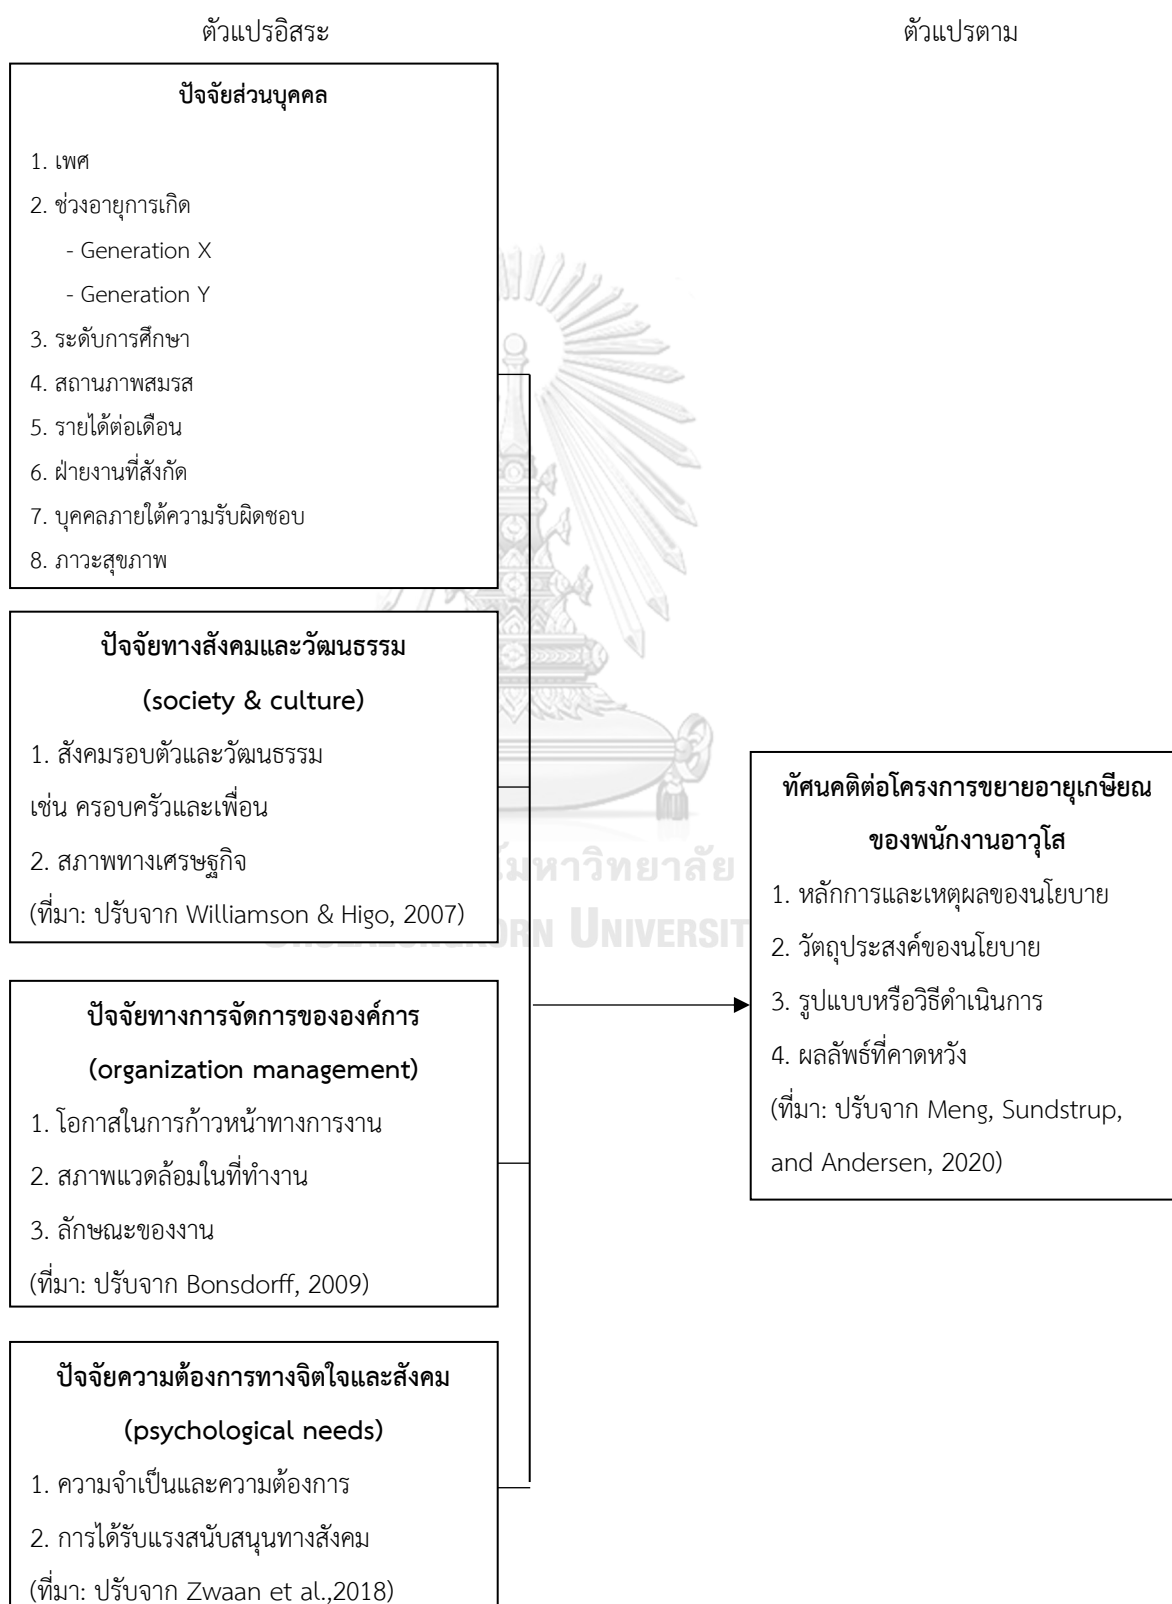 ตัวแปรอิสระ
ตัวแปรตาม
ปัจจัยส่วนบุคคล
1. เพศ
2. ช่วงอายุการเกิด
- Generation X
- Generation Y
3. ระดับการศึกษา
4. สถานภาพสมรส
5. รายได้ต่อเดือน
6. ฝ่ายงานที่สังกัด
7. บุคคลภายใต้ความรับผิดชอบ
8. ภาวะสุขภาพ
ปัจจัยทางสังคมและวัฒนธรรม
(society & culture)
1. สังคมรอบตัวและวัฒนธรรม
เช่น ครอบครัวและเพื่อน
2. สภาพทางเศรษฐกิจ
(ที่มา: ปรับจาก Williamson & Higo, 2007)
ปัจจัยทางการจัดการขององค์การ
(organization management)
1. โอกาสในการก้าวหน้าทางการงาน
2. สภาพแวดล้อมในที่ทำงาน
3. ลักษณะของงาน
(ที่มา: ปรับจาก Bonsdorff, 2009)
ปัจจัยความต้องการทางจิตใจและสังคม
(psychological needs)
1. ความจำเป็นและความต้องการ
2. การได้รับแรงสนับสนุนทางสังคม
(ที่มา: ปรับจาก Zwaan et al.,2018)
ทัศนคติต่อโครงการขยายอายุเกษียณ
ของพนักงานอาวุโส
1. หลักการและเหตุผลของนโยบาย
2. วัตถุประสงค์ของนโยบาย
3. รูปแบบหรือวิธีดำเนินการ
4. ผลลัพธ์ที่คาดหวัง
(ที่มา: ปรับจาก Meng, Sundstrup,
and Andersen, 2020)
มหาวิทยาลัย